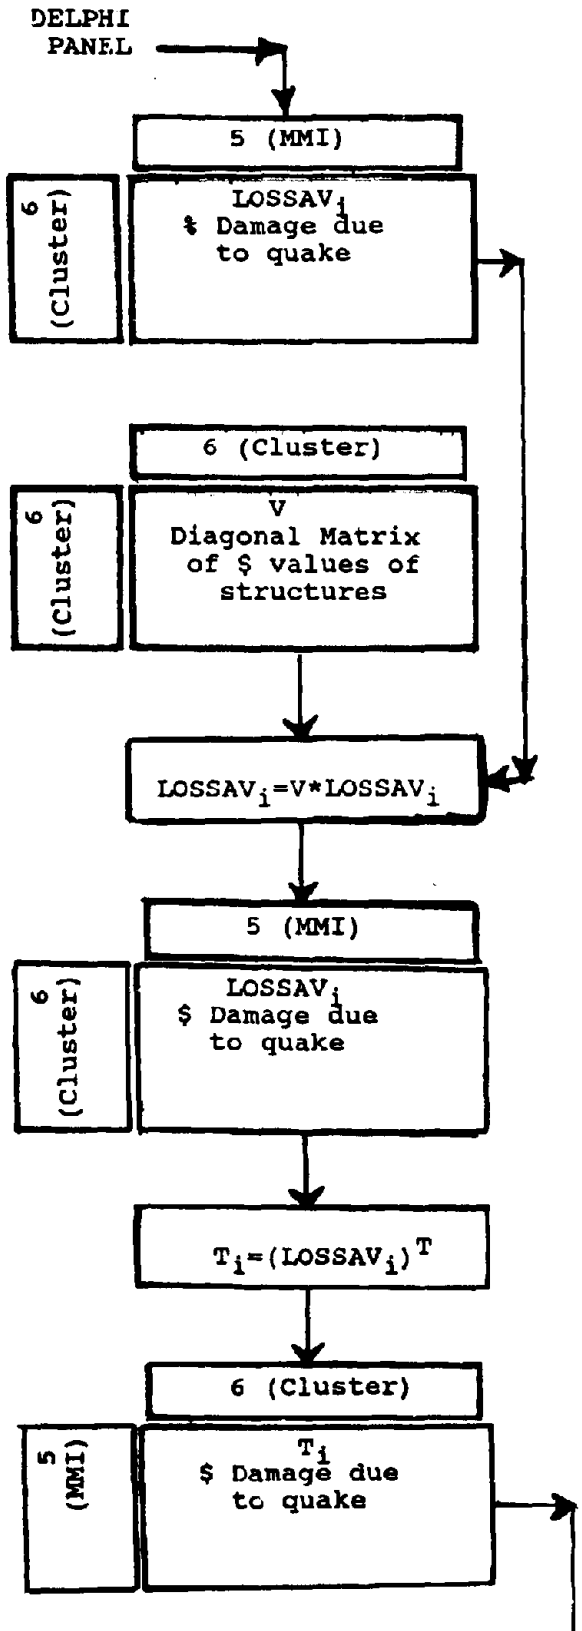 DELPHI
PANEL
5 (MMI)
6
(Cluster)
LOSSAVi
% Damage due
to quake
6 (Cluster)
6
(Cluster)
V
Diagonal Matrix
of $ values of
structures
LOSSAVi=V*LOSSAVi
5 (MMI)
6
(Cluster)
LOSSAVi
$ Damage due
to quake
Ti=(LOSSAVi)T
6 (Cluster)
5
(MMI)
Ti
$ Damage due
to quake